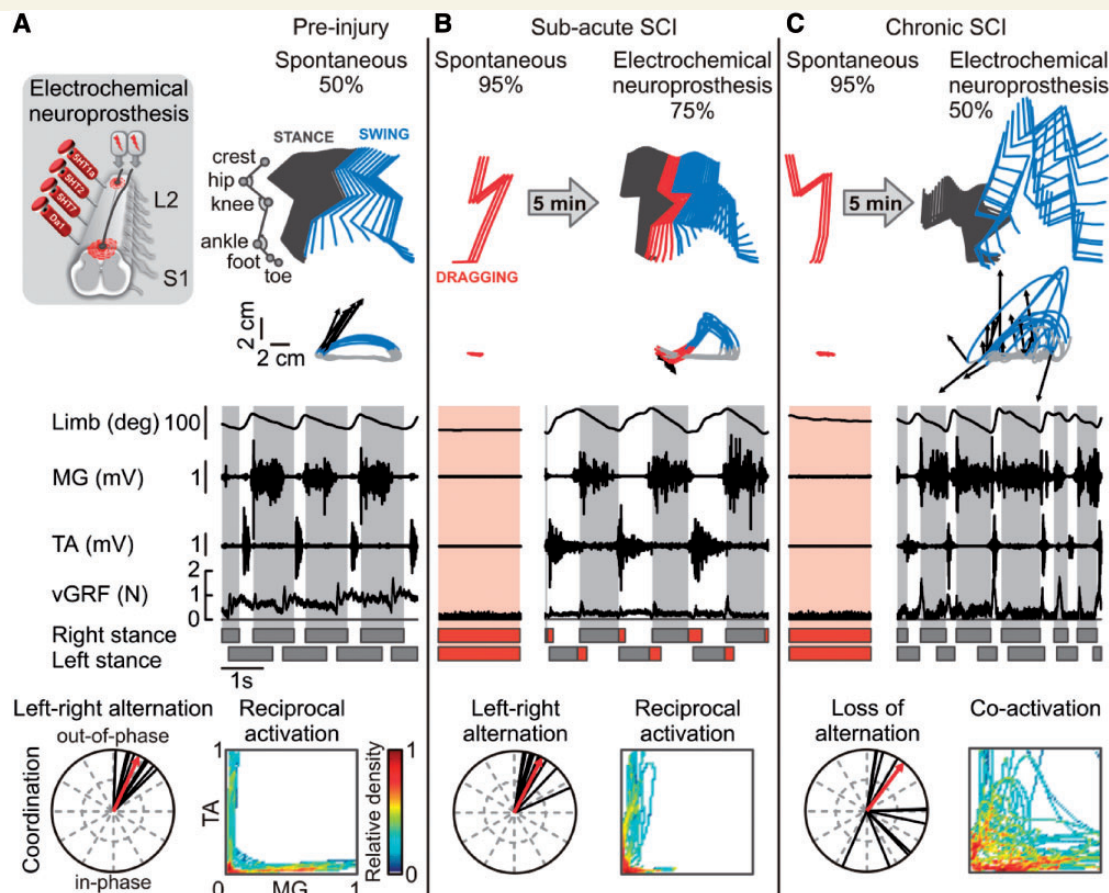 A
Pre-injury
Spontaneous
50%
Electrochemical
neuroprosthesis
5HT1a
5HT2
5HT7
Da1
L2
S1
STANCE
SWING
crest
hip
knee
ankle
foot
toe
2 cm
2 cm
B
Sub-acute SCI
Spontaneous
95%
Electrochemical
neuroprosthesis
75%
5 min
DRAGGING
C
Chronic SCI
Spontaneous
95%
Electrochemical
neuroprosthesis
50%
5 min
Limb (deg) 100
MG (mV) 1
TA (mV) 1
2
vGRF (N) 1
0
Right stance
Left stance
1s
Left-right alternation
out-of-phase
in-phase
Coordination
Reciprocal
activation
1
TA
0 MG 1
1
Relative density
0
Left-right
alternation
Reciprocal
activation
Loss of
alternation
Co-activation